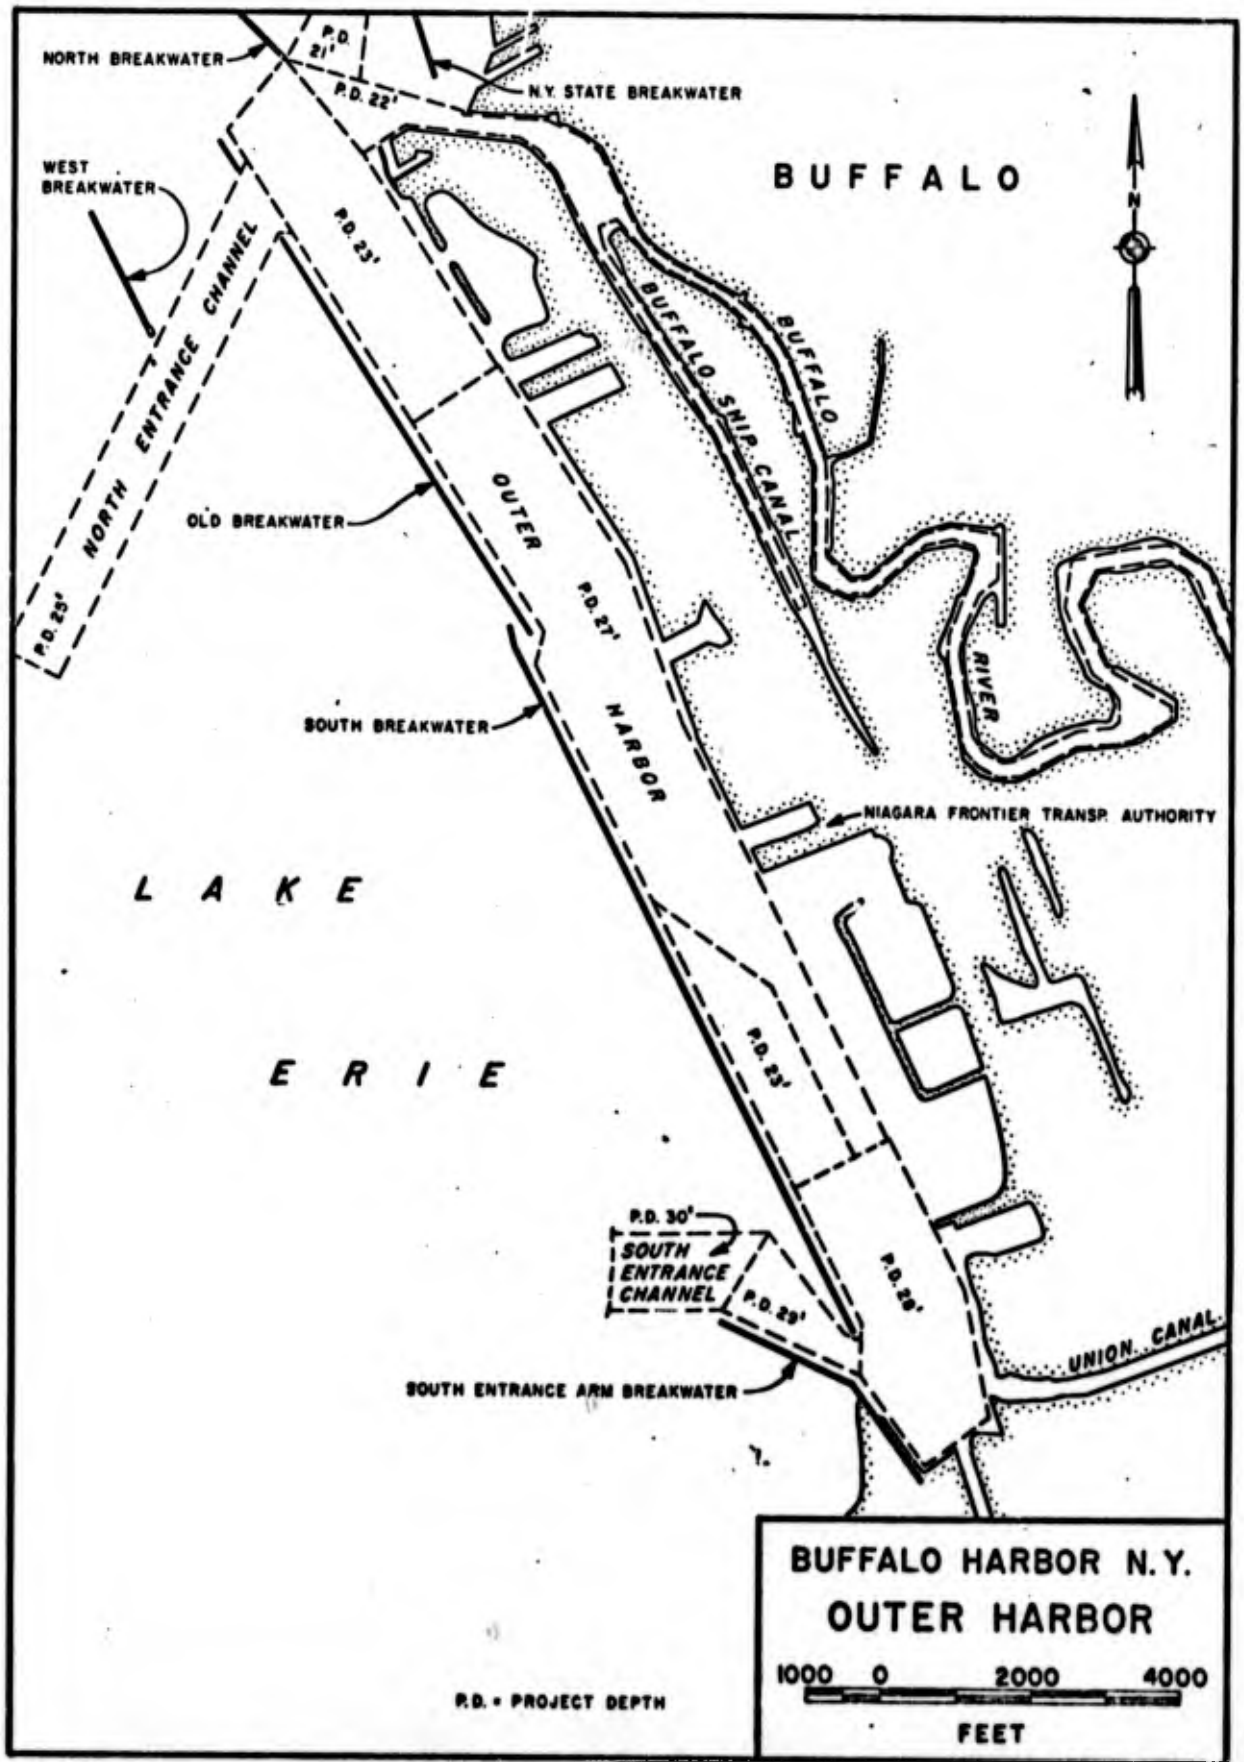 NORTH BREAKWATER
P.D.
21'
P.D. 22'
N.Y. STATE BREAKWATER
WEST
BREAKWATER
BUFFALO
N
P.D. 23'
NORTH ENTRANCE CHANNEL
P.D. 25'
BUFFALO SHIP CANAL
BUFFALO
RIVER
OLD BREAKWATER
OUTER
P.D. 27'
HARBOR
SOUTH BREAKWATER
NIAGARA FRONTIER TRANSP. AUTHORITY
LAKE
ERIE
P.D. 23'
P.D. 30'
SOUTH
ENTRANCE
CHANNEL
P.D. 29'
P.D. 28'
UNION CANAL
SOUTH ENTRANCE ARM BREAKWATER
BUFFALO HARBOR N.Y.
OUTER HARBOR
1000 0 2000 4000
FEET
P.D. = PROJECT DEPTH